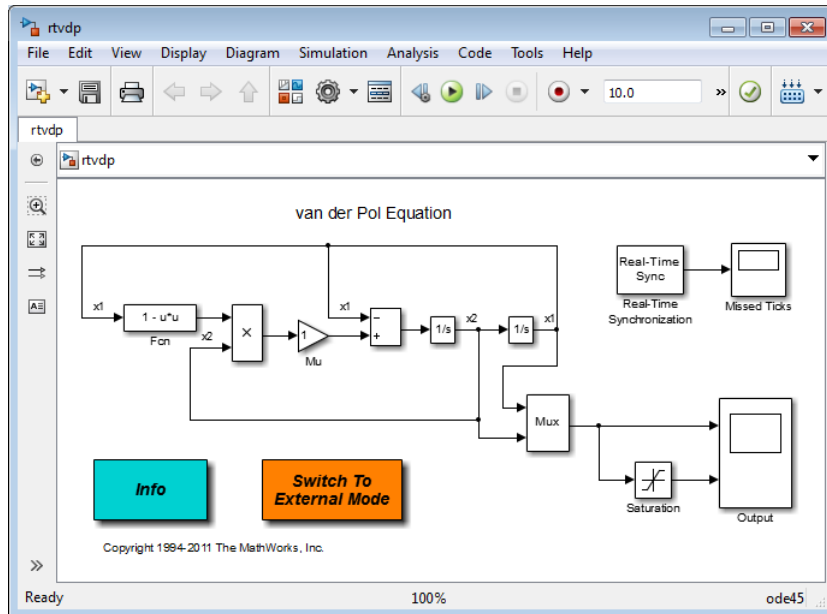 rtvdp
File Edit View Display Diagram Simulation Analysis Code Tools Help
10.0 »
rtvdp
rtvdp
van der Pol Equation
x1
1 - u*u
Fcn
x2
×
1
Mu
x1
−
+
1/s
x2
1/s
x1
Real-Time
Sync
Real-Time
Synchronization
Missed Ticks
Mux
Saturation
Output
Info
Switch To
External Mode
Copyright 1994-2011 The MathWorks, Inc.
»
Ready 100% ode45